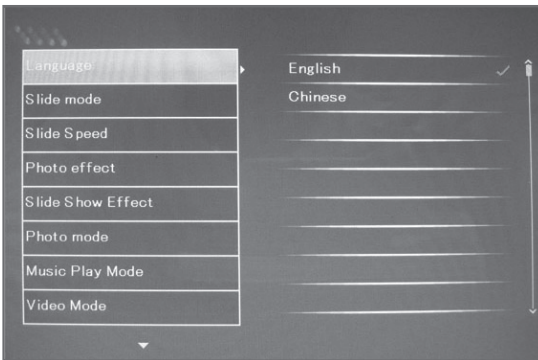 Language
Slide mode
Slide Speed
Photo effect
Slide Show Effect
Photo mode
Music Play Mode
Video Mode
English
Chinese